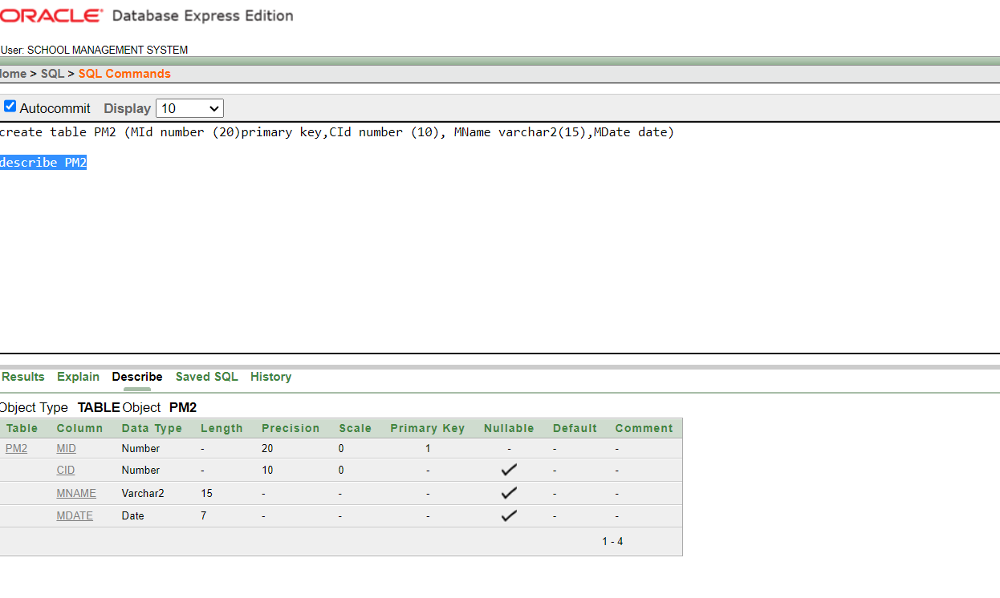 ORACLE® Database Express Edition
User: SCHOOL MANAGEMENT SYSTEM
ome > SQL > SQL Commands
Autocommit Display 10
create table PM2 (MId number (20)primary key,CId number (10), MName varchar2(15),MDate date)
describe PM2
Results Explain Describe Saved SQL History
Object Type TABLE Object PM2
Table Column Data Type Length Precision Scale Primary Key Nullable Default Comment
PM2 MID Number - 20 0 1 - - -
CID Number - 10 0 - - -
MNAME Varchar2 15 - - - - -
MDATE Date 7 - - - - -
1 - 4